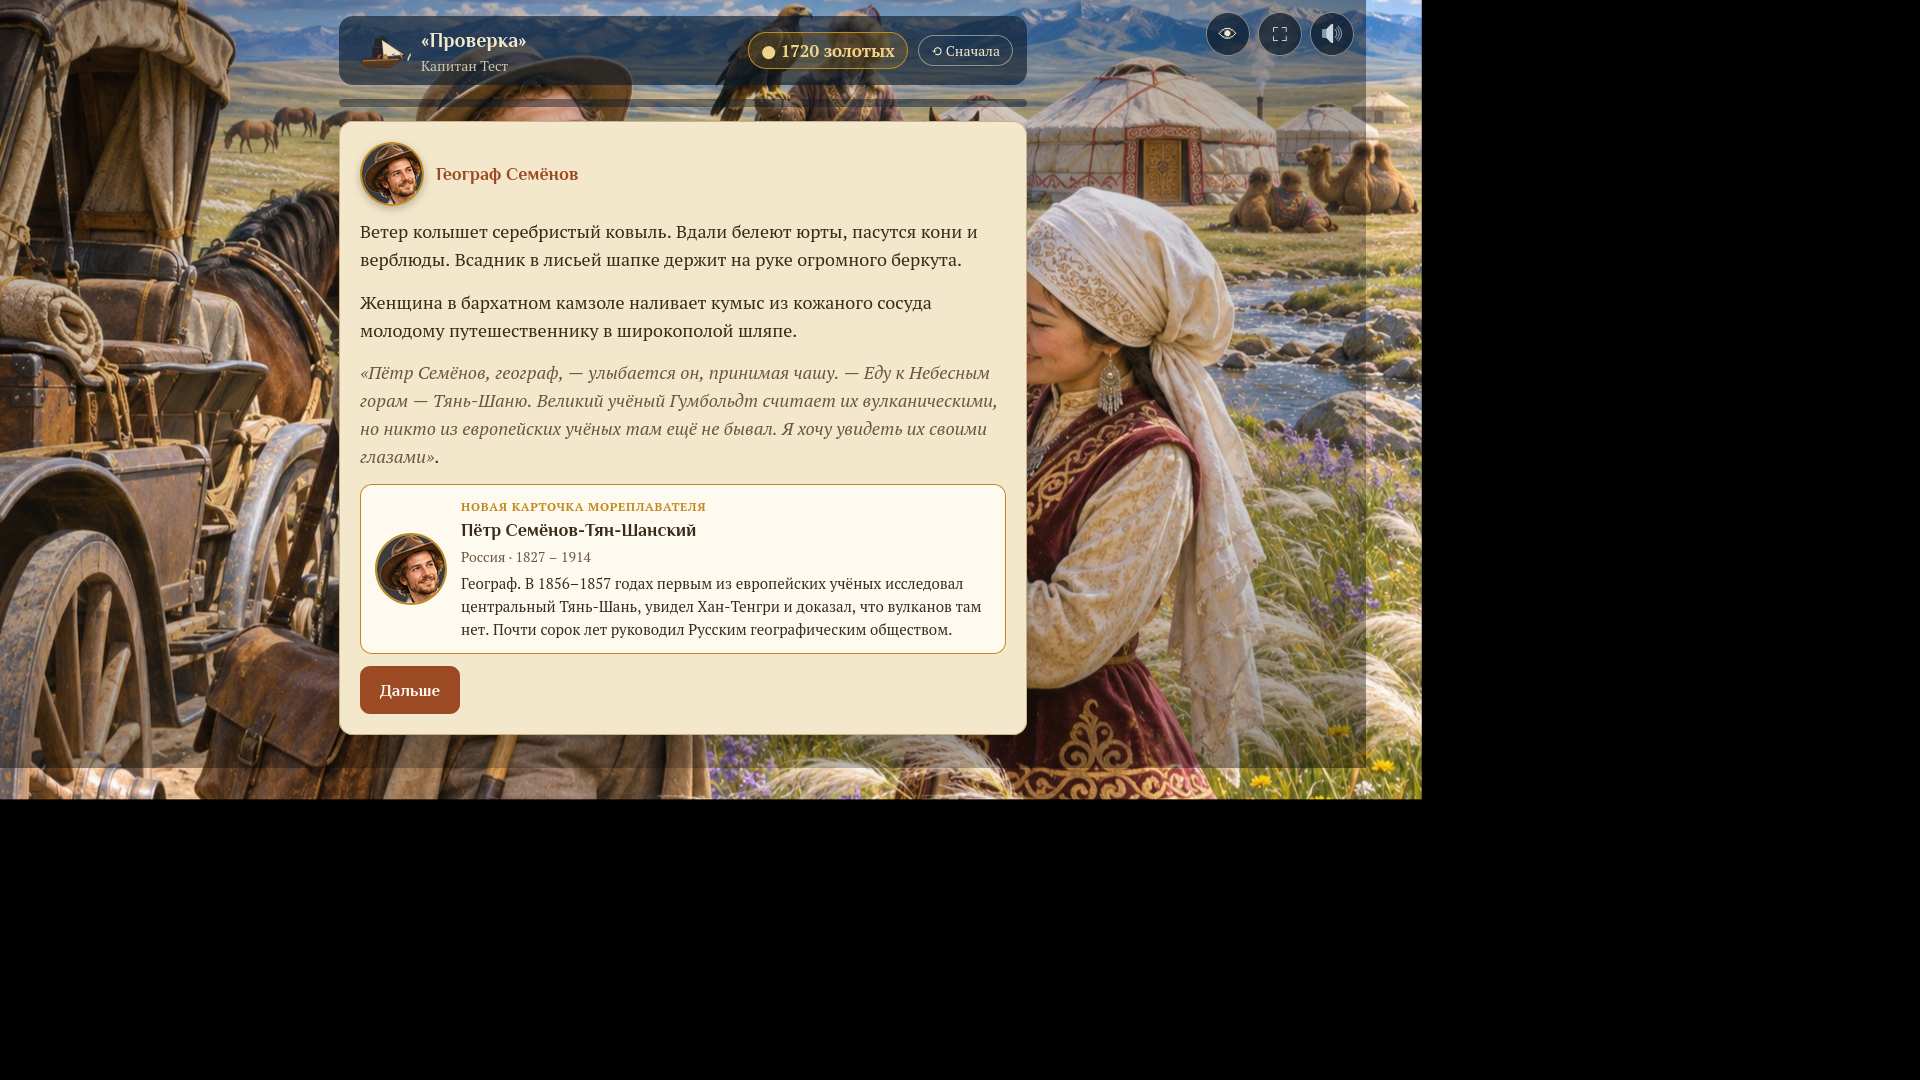 «Проверка»
Капитан Тест
1720 золотых
⟲ Сначала
Географ Семёнов
Ветер колышет серебристый ковыль. Вдали белеют юрты, пасутся кони и
верблюды. Всадник в лисьей шапке держит на руке огромного беркута.
Женщина в бархатном камзоле наливает кумыс из кожаного сосуда
молодому путешественнику в широкополой шляпе.
«Пётр Семёнов, географ, — улыбается он, принимая чашу. — Еду к Небесным
горам — Тянь-Шаню. Великий учёный Гумбольдт считает их вулканическими,
но никто из европейских учёных там ещё не бывал. Я хочу увидеть их своими
глазами».
НОВАЯ КАРТОЧКА МОРЕПЛАВАТЕЛЯ
Пётр Семёнов-Тян-Шанский
Россия · 1827 – 1914
Географ. В 1856–1857 годах первым из европейских учёных исследовал
центральный Тянь-Шань, увидел Хан-Тенгри и доказал, что вулканов там
нет. Почти сорок лет руководил Русским географическим обществом.
Дальше